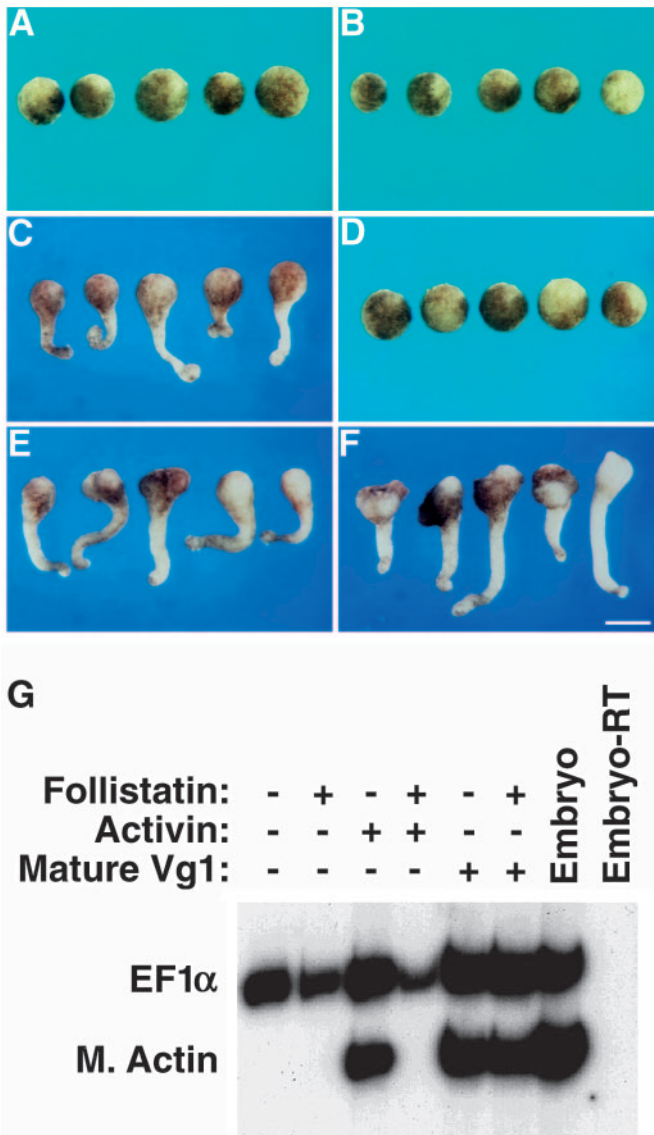 A
B
C
D
E
F
G
Follistatin: - + - + - +
Activin: - - + + - -
Mature Vg1: - - - - + +
Embryo
Embryo-RT
EF1α
M. Actin